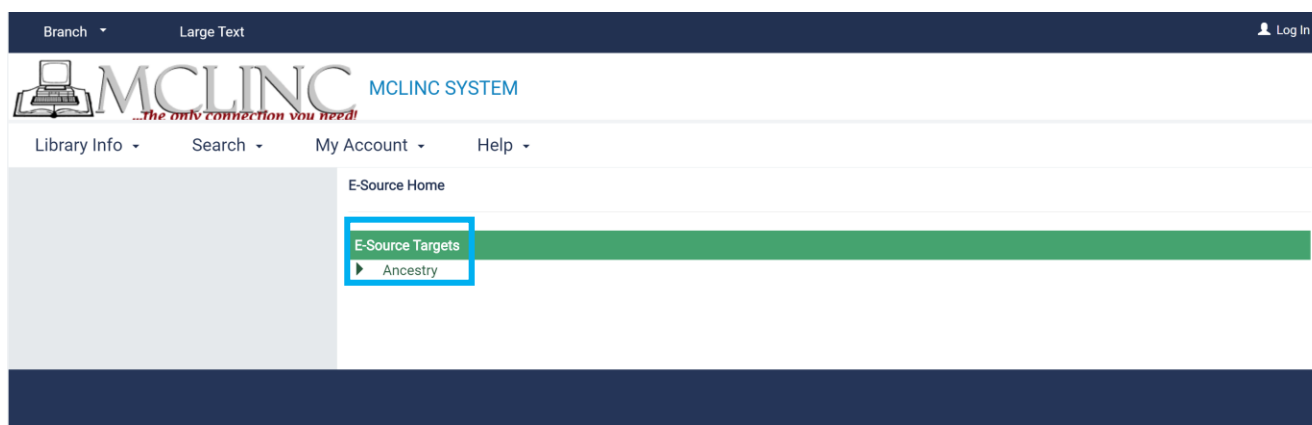 Branch Large Text Log In
MCLINC MCLINC SYSTEM
...the only connection you need!
Library Info Search My Account Help
E-Source Home
E-Source Targets
Ancestry